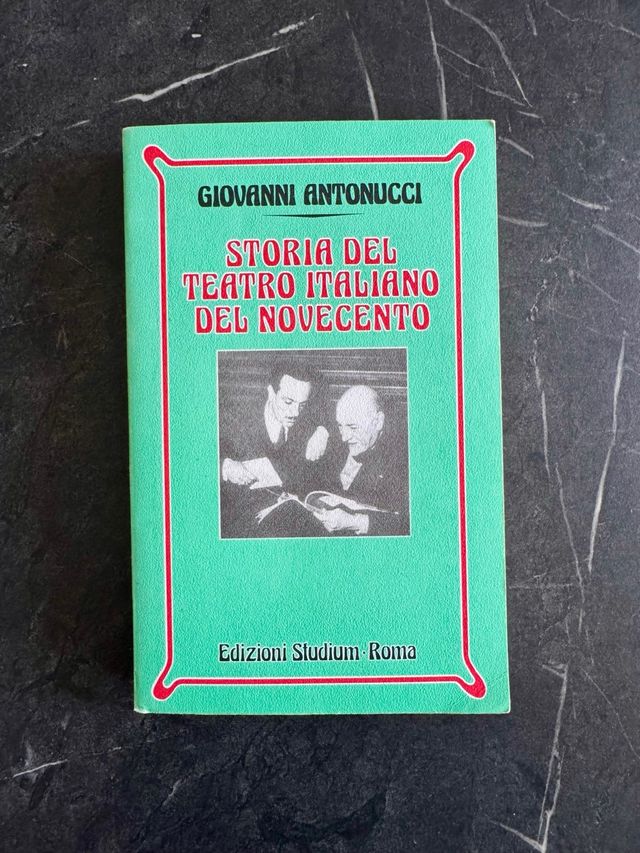 GIOVANNI ANTONUCCI
STORIA DEL
TEATRO ITALIANO
DEL NOVECENTO
Edizioni Studium · Roma